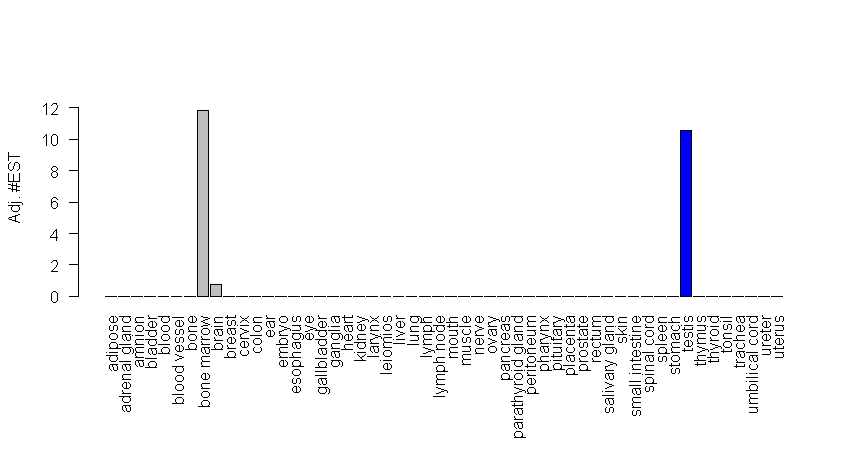 Adj. #EST
12
10
8
6
4
2
0
adipose
adrenal gland
amnion
bladder
blood
blood vessel
bone
bone marrow
brain
breast
cervix
colon
ear
embryo
esophagus
eye
gallbladder
ganglia
heart
kidney
larynx
leiomios
liver
lung
lymph
lymph node
mouth
muscle
nerve
ovary
pancreas
parathyroid gland
peritoneum
pharynx
pituitary
placenta
prostate
rectum
salivary gland
skin
small intestine
spinal cord
spleen
stomach
testis
thymus
thyroid
tonsil
trachea
umbilical cord
ureter
uterus